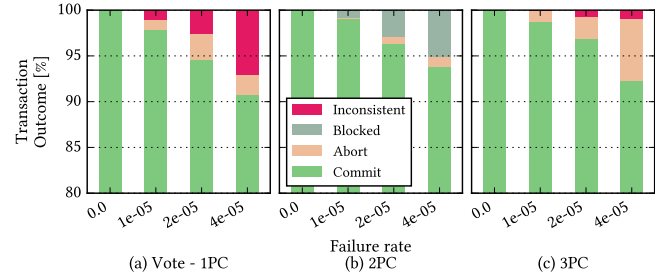 100
95
90
85
80
Transaction
Outcome [%]
Inconsistent
Blocked
Abort
Commit
0.0 1e-05 2e-05 4e-05
0.0 1e-05 2e-05 4e-05
0.0 1e-05 2e-05 4e-05
Failure rate
(a) Vote - 1PC (b) 2PC (c) 3PC